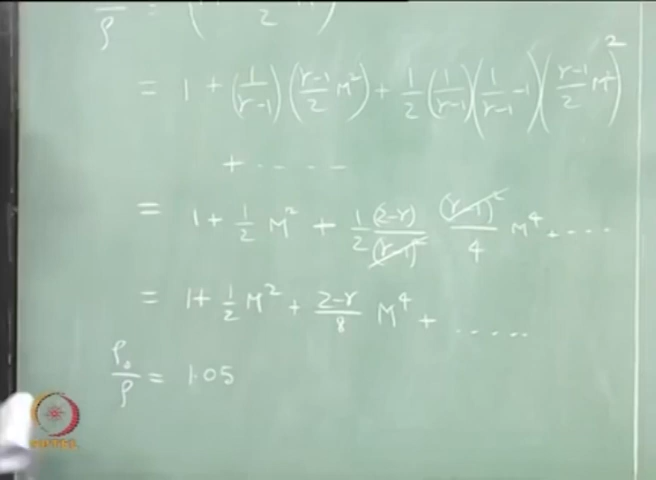 ρ = ( 2 )
= 1 + (1/(r-1)) ((r-1)/2 M²) + 1/2 (1/(r-1)) (1/(r-1) - 1) ((r-1)/2 M²)²
+ - - - - -
= 1 + 1/2 M² + 1/2 (2-r)/(r-1)² (r-1)²/4 M⁴ + ....
= 1 + 1/2 M² + (2-r)/8 M⁴ + ......
ρ₀/ρ = 1.05